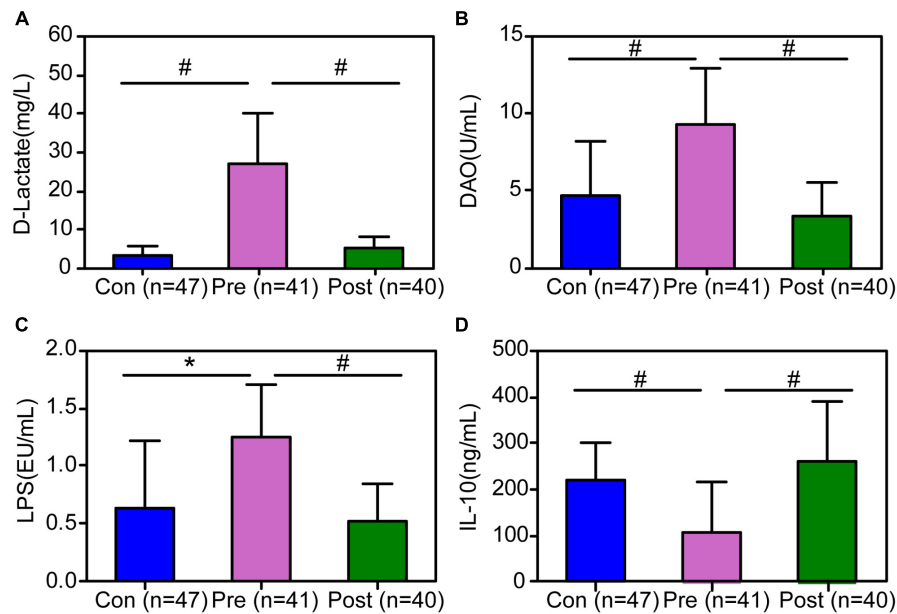 A
D-Lactate(mg/L)
60
50
40
30
20
10
0
#
#
Con (n=47)
Pre (n=41)
Post (n=40)
B
DAO(U/mL)
15
10
5
0
#
#
Con (n=47)
Pre (n=41)
Post (n=40)
C
LPS(EU/mL)
2.0
1.5
1.0
0.5
0.0
*
#
Con (n=47)
Pre (n=41)
Post (n=40)
D
IL-10(ng/mL)
500
400
300
200
100
0
#
#
Con (n=47)
Pre (n=41)
Post (n=40)